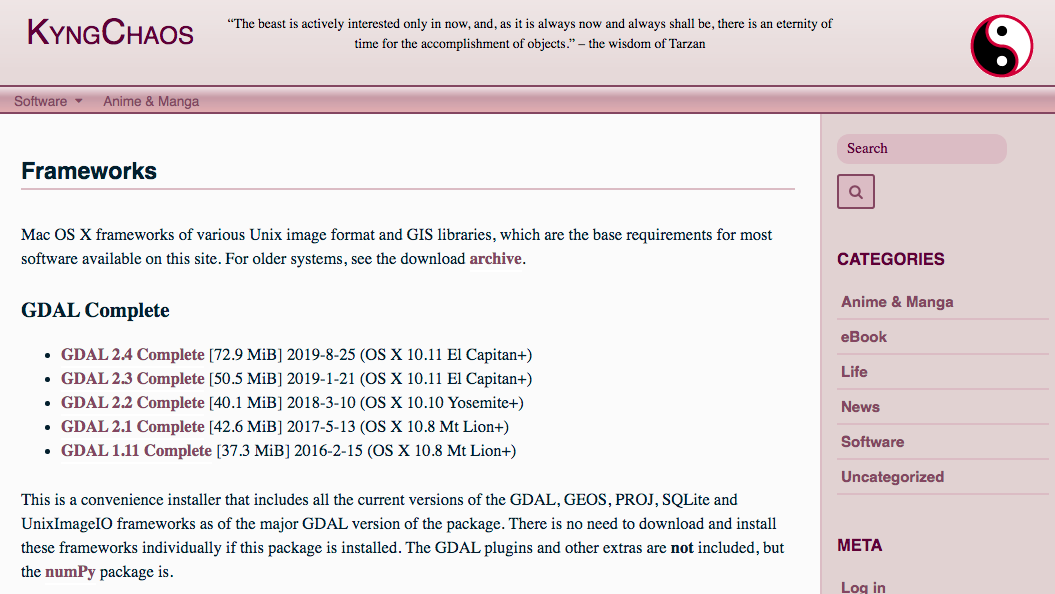 KYNGCHAOS
“The beast is actively interested only in now, and, as it is always now and always shall be, there is an eternity of
time for the accomplishment of objects.” – the wisdom of Tarzan
Software
Anime & Manga
Frameworks
Mac OS X frameworks of various Unix image format and GIS libraries, which are the base requirements for most
software available on this site. For older systems, see the download archive.
GDAL Complete
• GDAL 2.4 Complete [72.9 MiB] 2019-8-25 (OS X 10.11 El Capitan+)
• GDAL 2.3 Complete [50.5 MiB] 2019-1-21 (OS X 10.11 El Capitan+)
• GDAL 2.2 Complete [40.1 MiB] 2018-3-10 (OS X 10.10 Yosemite+)
• GDAL 2.1 Complete [42.6 MiB] 2017-5-13 (OS X 10.8 Mt Lion+)
• GDAL 1.11 Complete [37.3 MiB] 2016-2-15 (OS X 10.8 Mt Lion+)
This is a convenience installer that includes all the current versions of the GDAL, GEOS, PROJ, SQLite and
UnixImageIO frameworks as of the major GDAL version of the package. There is no need to download and install
these frameworks individually if this package is installed. The GDAL plugins and other extras are not included, but
the numPy package is.
Search
CATEGORIES
Anime & Manga
eBook
Life
News
Software
Uncategorized
META
Log in